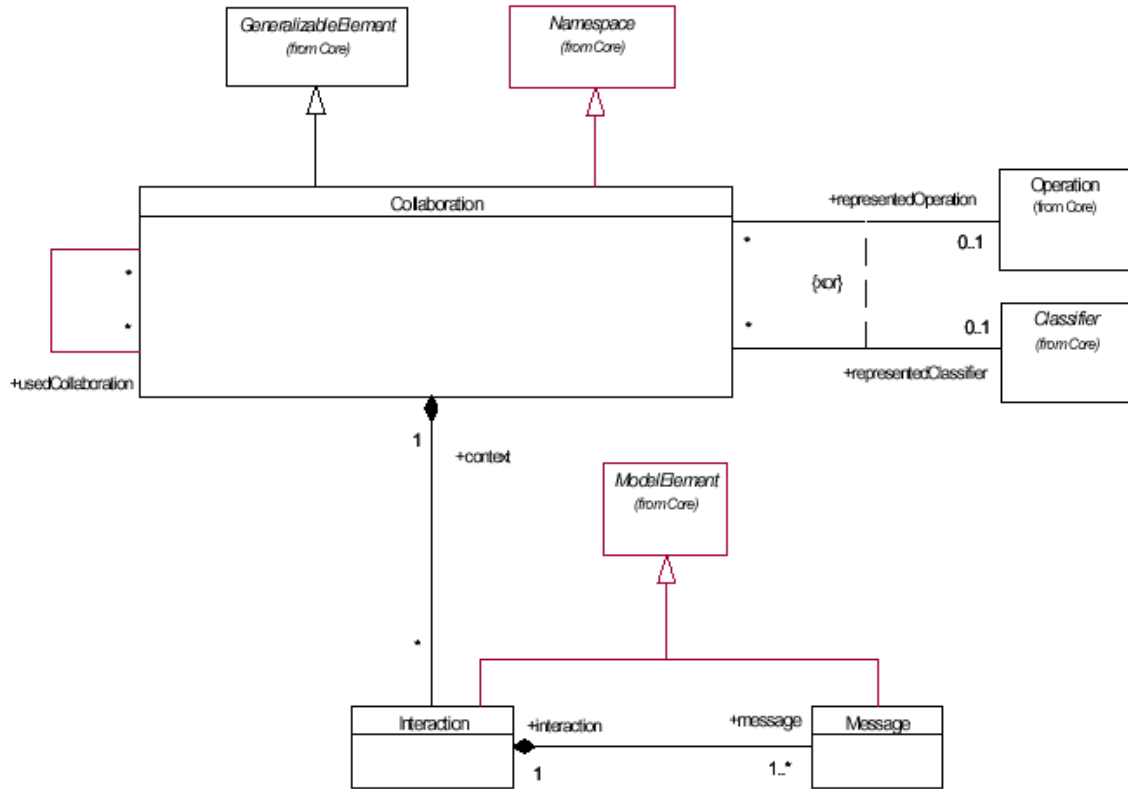 GeneralizableElement
(from Core)
Namespace
(from Core)
Collaboration
+representedOperation
Operation
(from Core)
*
0..1
*
{xor}
*
*
0..1
Classifier
(from Core)
+usedCollaboration
+representedClassifier
1
+context
ModelElement
(from Core)
*
Interaction
+interaction
+message
Message
1
1..*